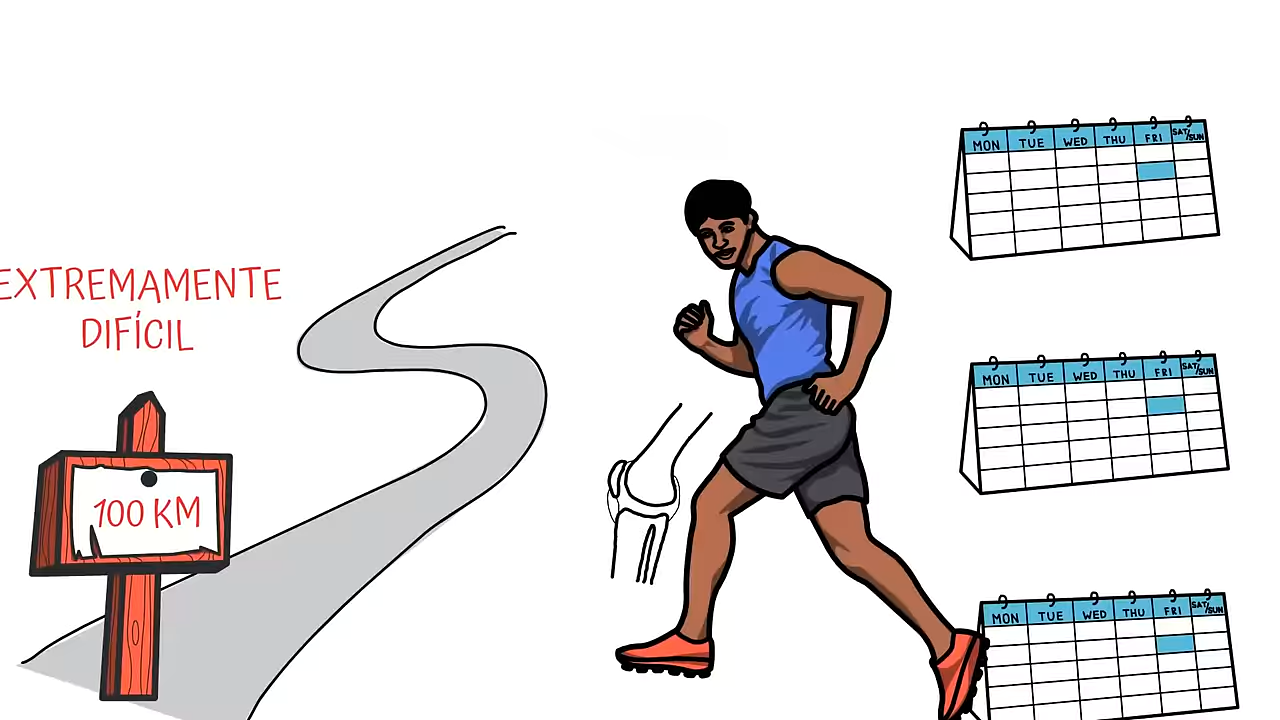 EXTREMAMENTE
DIFÍCIL
100 KM
MON TUE WED THU FRI SAT/SUN
MON TUE WED THU FRI SAT/SUN
MON TUE WED THU FRI SAT/SUN